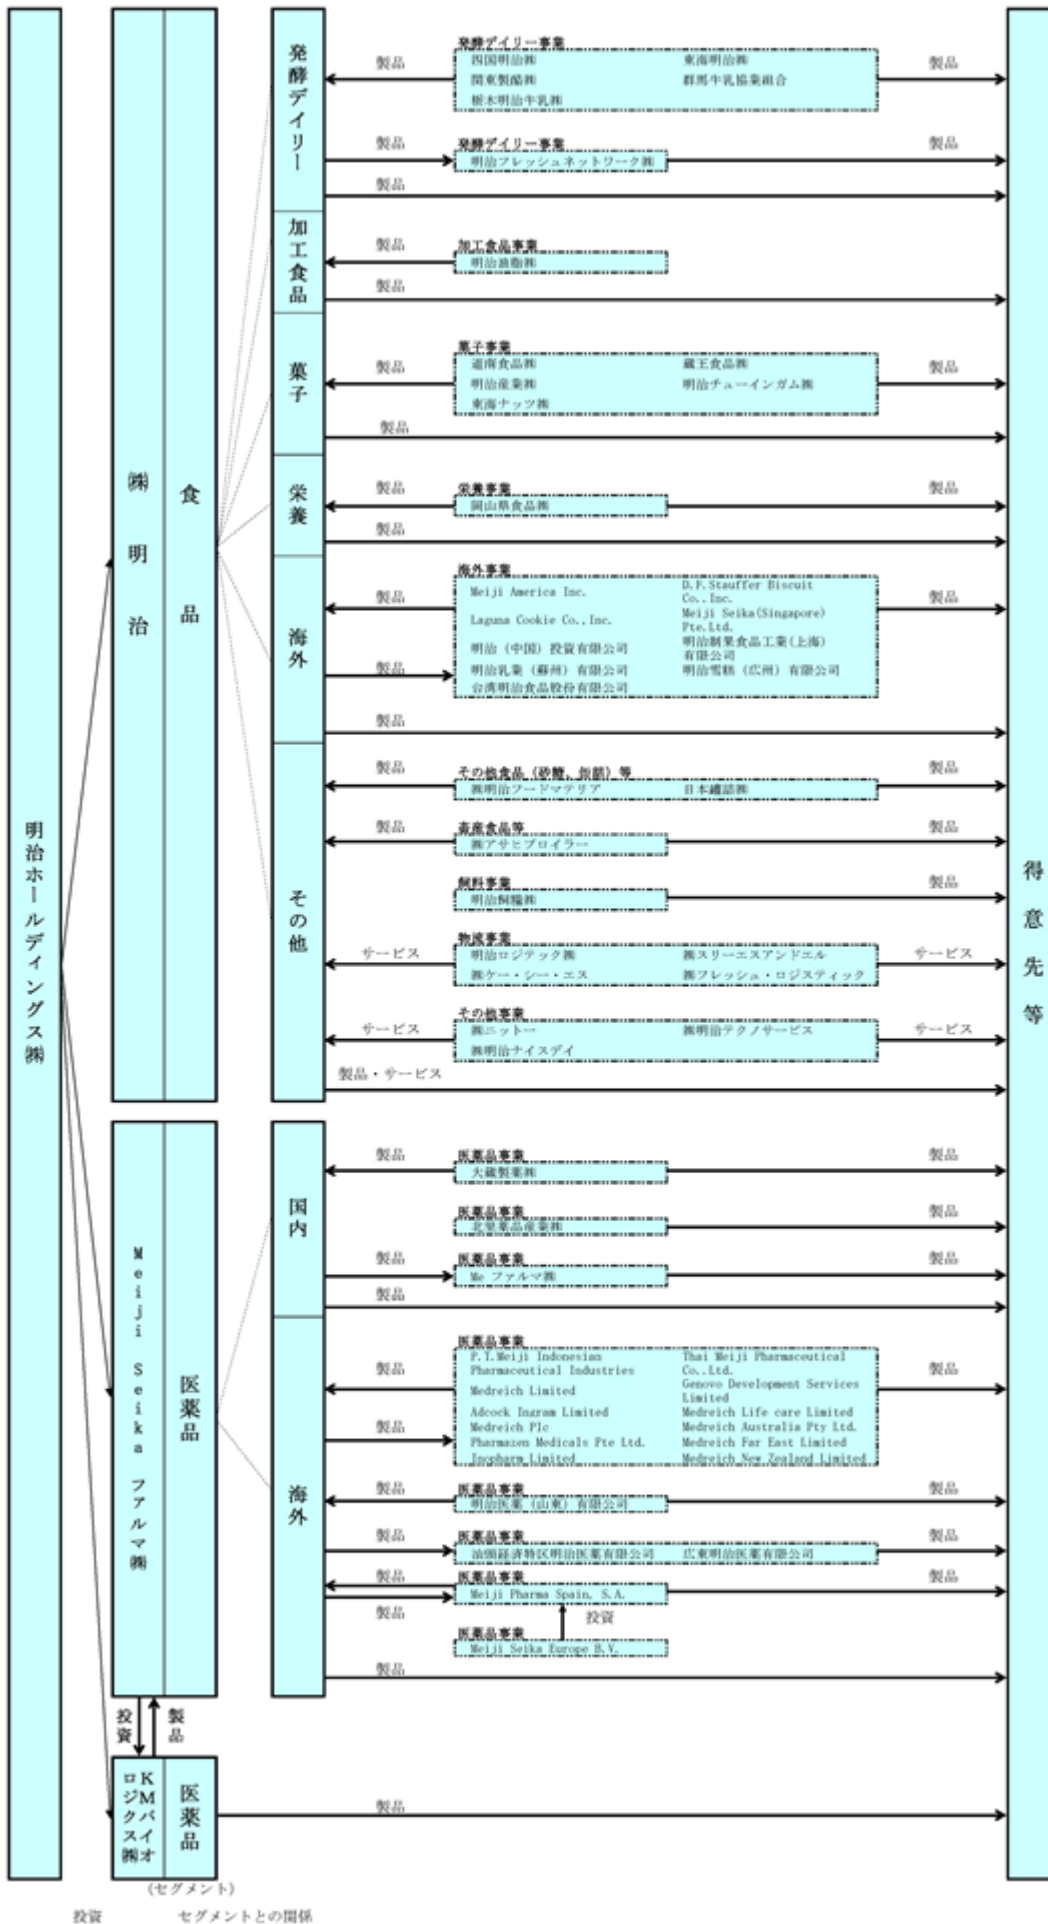 明治ホールディングス㈱
㈱明治
食品
発酵デイリー
発酵デイリー事業
製品
四国明治㈱
東海明治㈱
製品
関東製酪㈱
群馬牛乳協業組合
栃木明治牛乳㈱
発酵デイリー事業
製品
明治フレッシュネットワーク㈱
製品
製品
加工食品
加工食品事業
製品
明治油脂㈱
製品
菓子
菓子事業
製品
道南食品㈱
蔵王食品㈱
製品
明治産業㈱
明治チューインガム㈱
東海ナッツ㈱
製品
栄養
栄養事業
製品
岡山県食品㈱
製品
製品
海外
海外事業
製品
Meiji America Inc.
D.F.Stauffer Biscuit
Co.,Inc.
製品
Laguna Cookie Co.,Inc.
Meiji Seika(Singapore)
Pte.Ltd.
明治（中国）投資有限公司
明治制果食品工業(上海)
有限公司
製品
明治乳業（蘇州）有限公司
明治雪糕（広州）有限公司
台湾明治食品股份有限公司
製品
その他
その他食品（砂糖、缶詰）等
製品
㈱明治フードマテリア
日本罐詰㈱
製品
畜産食品等
製品
㈱アサヒブロイラー
製品
飼料事業
明治飼糧㈱
製品
物流事業
サービス
明治ロジテック㈱
㈱スリーエスアンドエル
サービス
㈱ケー・シー・エス
㈱フレッシュ・ロジスティック
その他事業
サービス
㈱ニットー
㈱明治テクノサービス
サービス
㈱明治ナイスデイ
製品・サービス
得意先等
Meiji Seika ファルマ㈱
医薬品
国内
医薬品事業
製品
大蔵製薬㈱
製品
医薬品事業
北里薬品産業㈱
製品
医薬品事業
製品
Me ファルマ㈱
製品
製品
海外
医薬品事業
製品
P.T.Meiji Indonesian
Pharmaceutical Industries
Thai Meiji Pharmaceutical
Co.,Ltd.
製品
Medreich Limited
Genovo Development Services
Limited
Adcock Ingram Limited
Medreich Life care Limited
製品
Medreich Plc
Medreich Australia Pty Ltd.
Pharmazen Medicals Pte Ltd.
Medreich Far East Limited
Inopharm Limited
Medreich New Zealand Limited
医薬品事業
製品
明治医薬（山東）有限公司
製品
医薬品事業
製品
汕頭経済特区明治医薬有限公司
広東明治医薬有限公司
製品
医薬品事業
製品
Meiji Pharma Spain, S.A.
製品
製品
投資
医薬品事業
Meiji Seika Europe B.V.
製品
投資
製品
KMバイオ
ロジクス㈱
医薬品
製品
(セグメント)
投資
セグメントとの関係